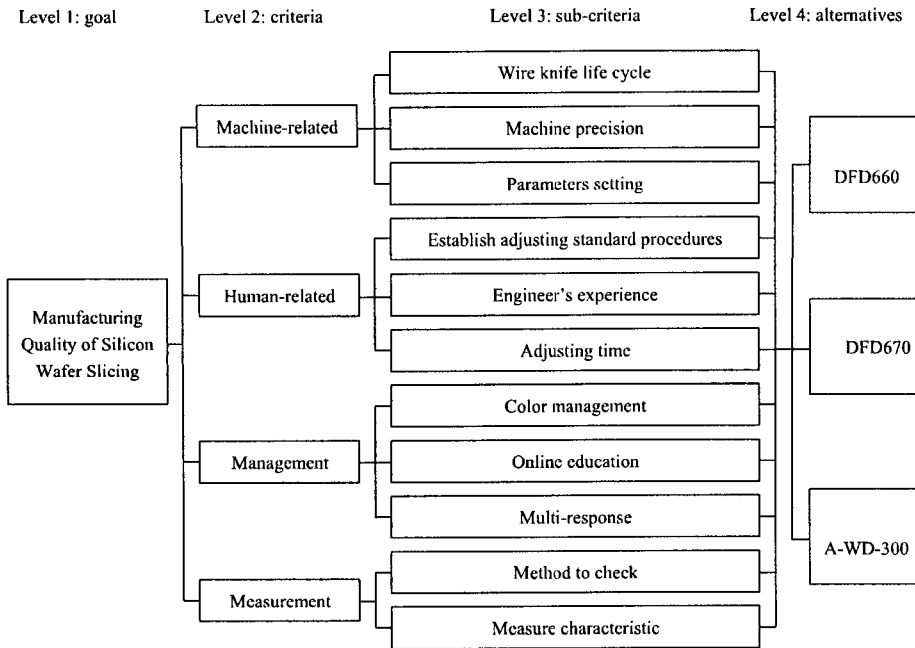 Level 1: goal
Level 2: criteria
Level 3: sub-criteria
Level 4: alternatives
Manufacturing
Quality of Silicon
Wafer Slicing
Machine-related
Human-related
Management
Measurement
Wire knife life cycle
Machine precision
Parameters setting
Establish adjusting standard procedures
Engineer's experience
Adjusting time
Color management
Online education
Multi-response
Method to check
Measure characteristic
DFD660
DFD670
A-WD-300